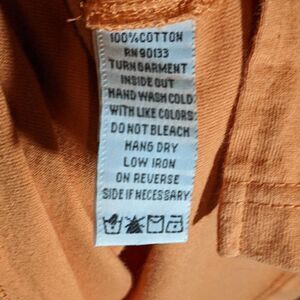 100% COTTON
RN 90133
TURN GARMENT
INSIDE OUT
HAND WASH COLD
WITH LIKE COLORS
DO NOT BLEACH
HANG DRY
LOW IRON
ON REVERSE
SIDE IF NECESSARY